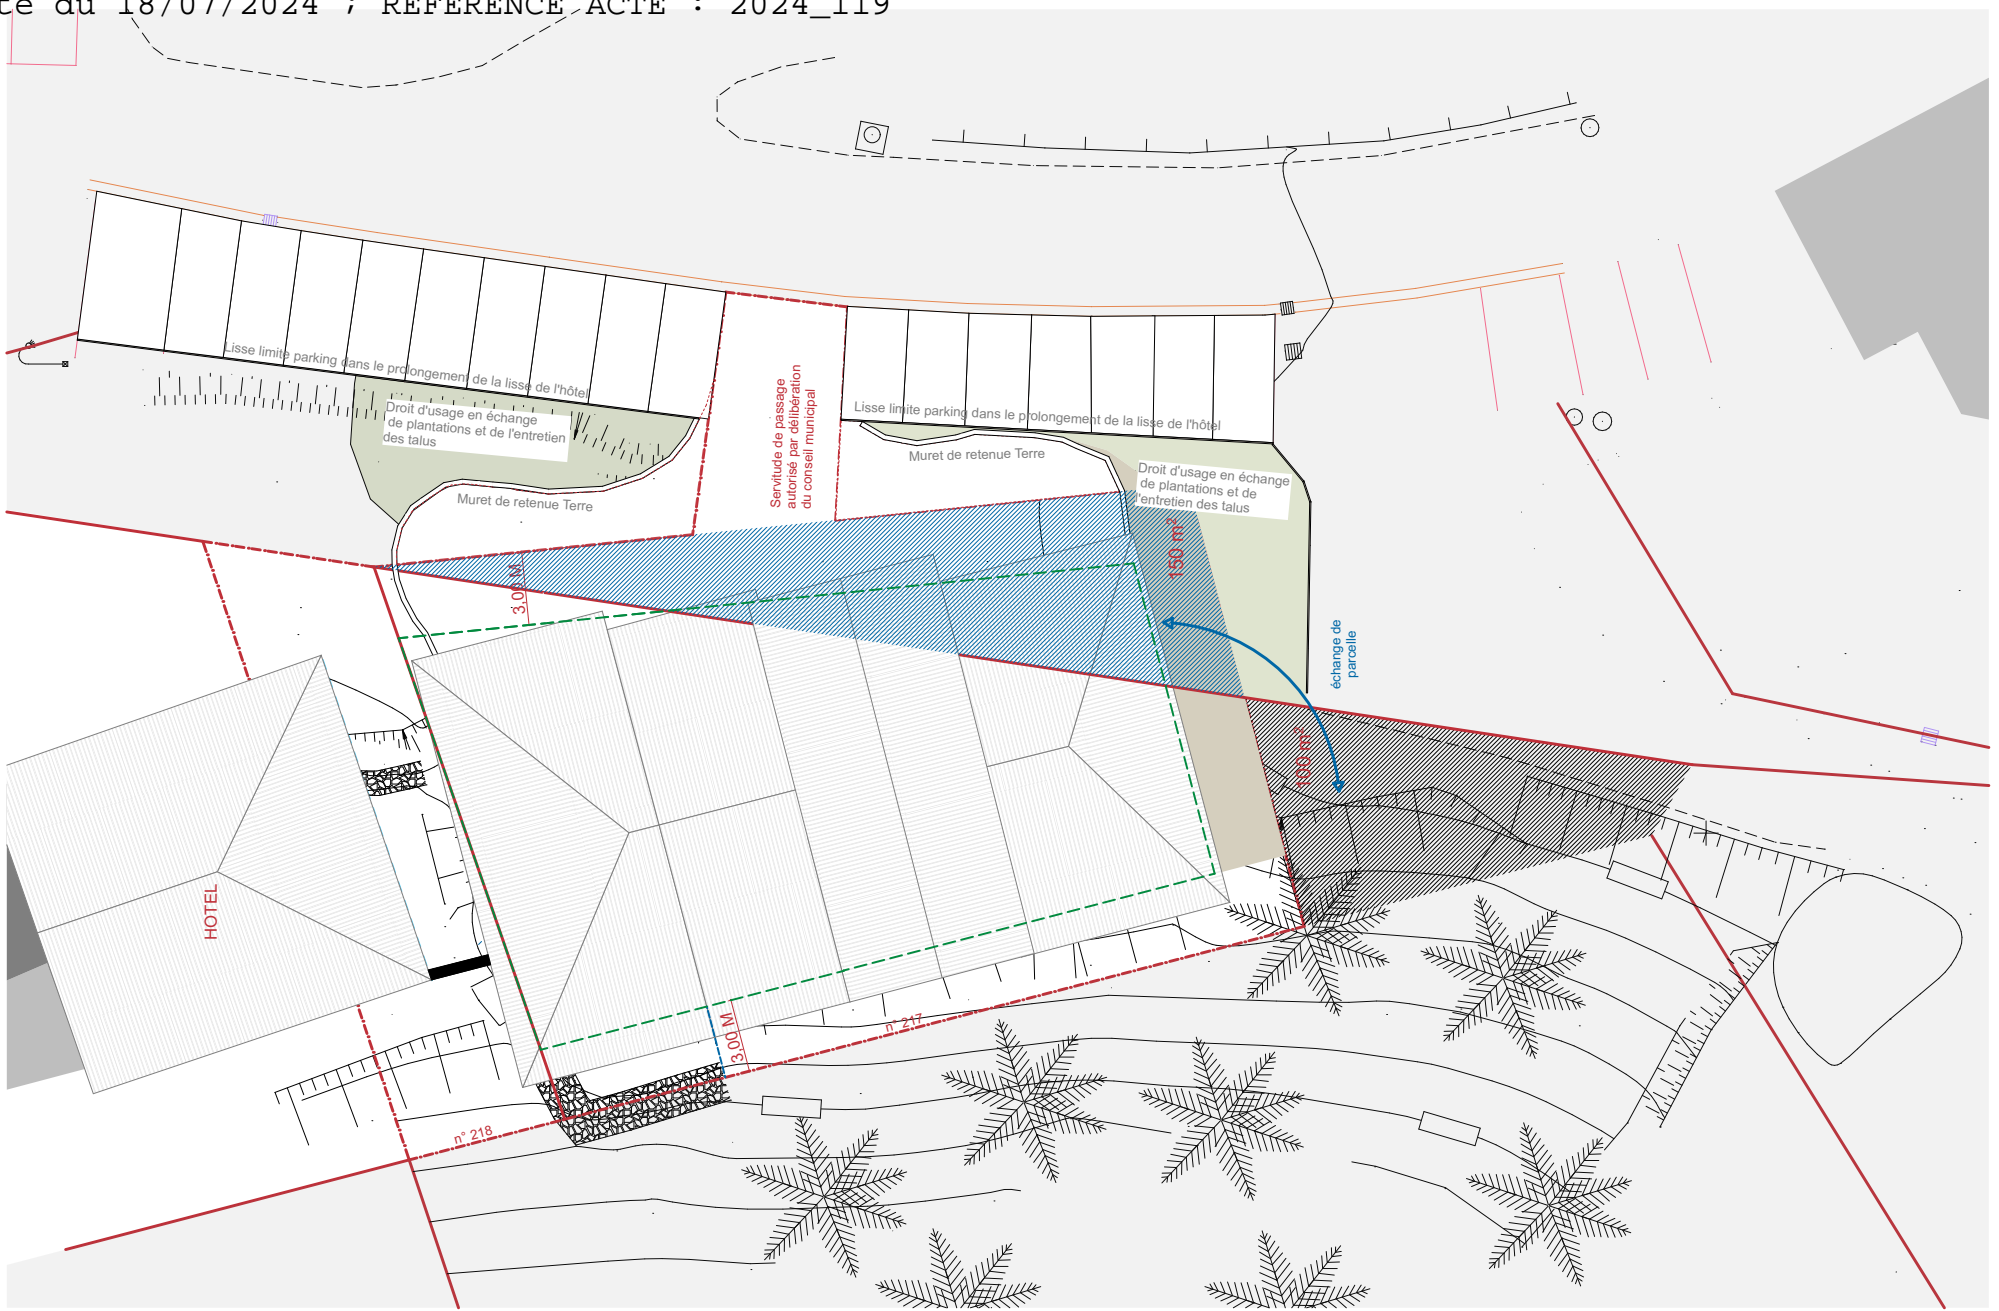 te du 18/07/2024 ; REFERENCE ACTE : 2024_119
Lisse limite parking dans le prolongement de la lisse de l'hôtel
Droit d'usage en échange
de plantations et de l'entretien
des talus
Muret de retenue Terre
Servitude de passage
autorisé par délibération
du conseil municipal
Lisse limite parking dans le prolongement de la lisse de l'hôtel
Muret de retenue Terre
Droit d'usage en échange
de plantations et de
l'entretien des talus
150 m²
3,00 M
échange de
parcelle
100 m²
HOTEL
3,00 M
n° 217
n° 218